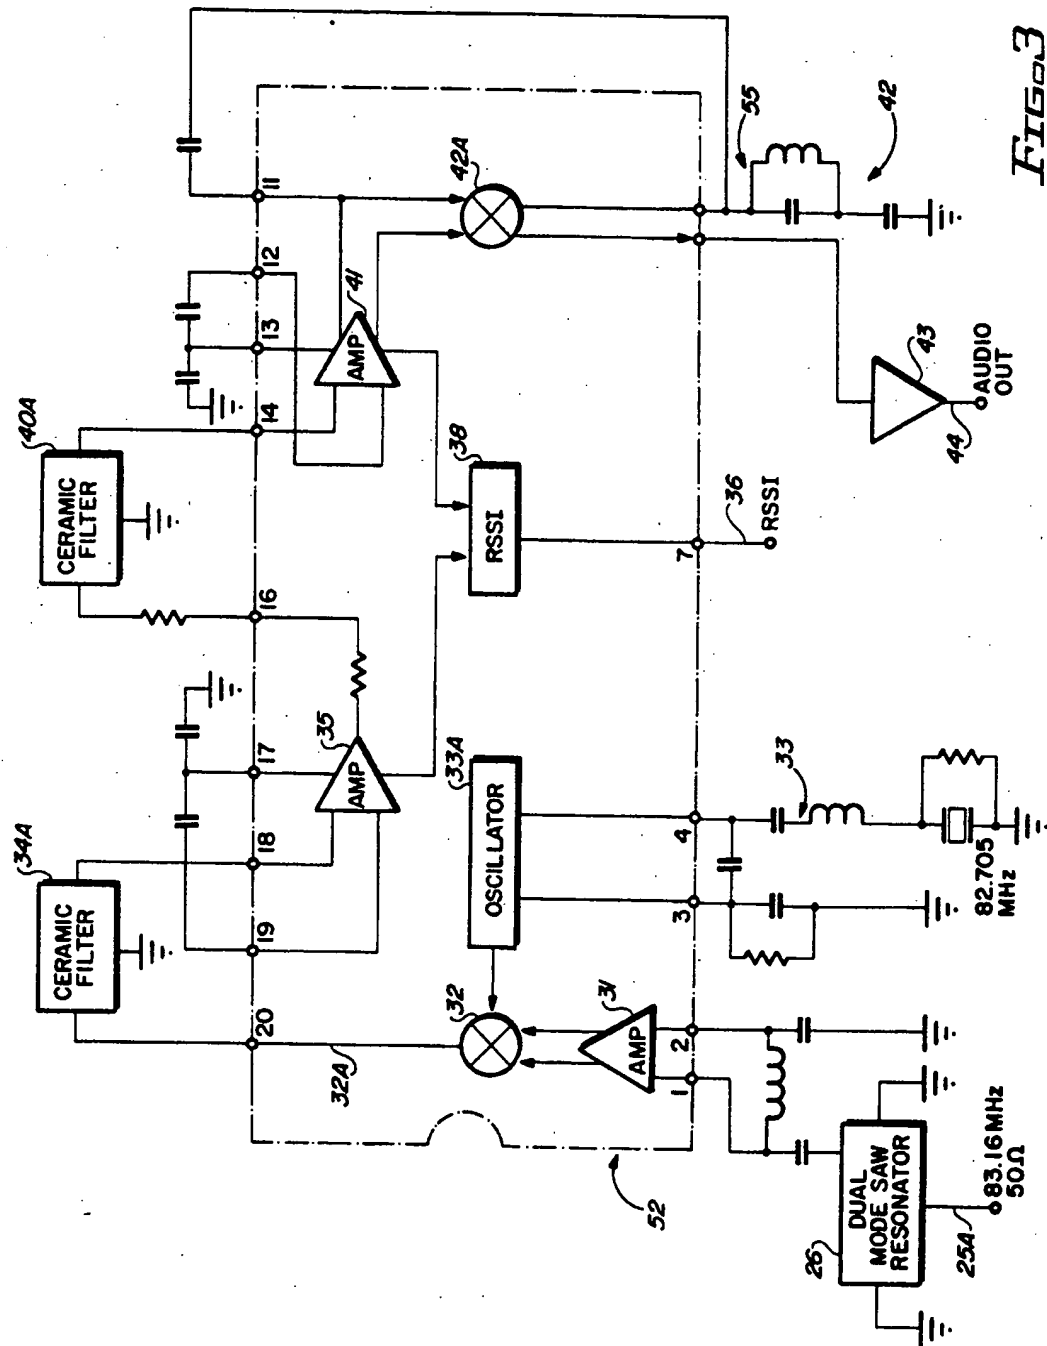 11
12
13
14
40A
CERAMIC
FILTER
16
17
18
19
20
34A
CERAMIC
FILTER
41
AMP
42A
35
AMP
38
RSSI
33A
OSCILLATOR
32
32A
31
AMP
1
2
3
4
7
36
RSSI
55
42
43
44
AUDIO
OUT
33
82.705
MHz
52
26
DUAL
MODE SAW
RESONATOR
25A
83.16MHz
50Ω
FIG.3